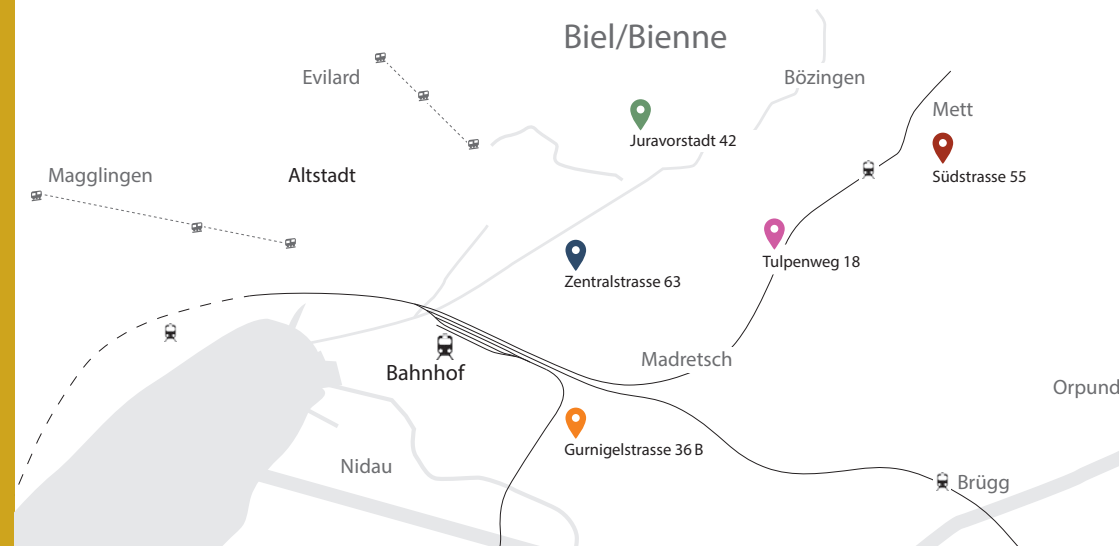 Biel/Bienne
Evilard
Bözingen
Mett
Juravorstadt 42
Magglingen
Altstadt
Südstrasse 55
Tulpenweg 18
Zentralstrasse 63
Madretsch
Bahnhof
Orpund
Gurnigelstrasse 36 B
Nidau
Brügg